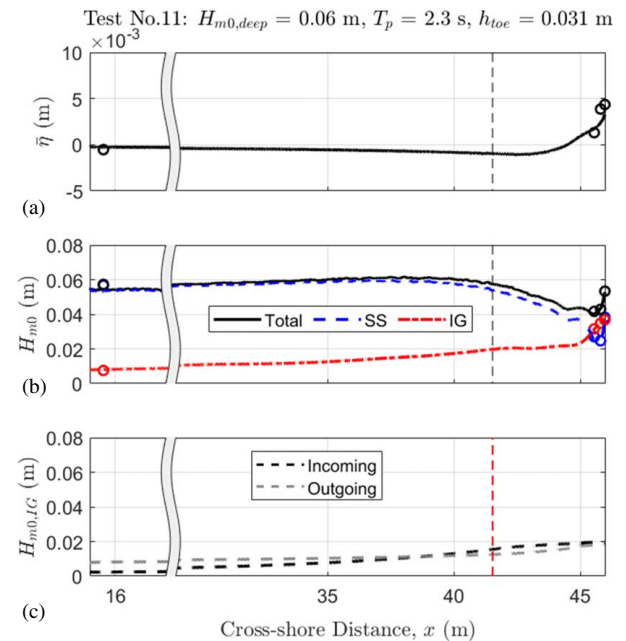 Test No.11: H_{m0,deep} = 0.06 m, T_p = 2.3 s, h_{toe} = 0.031 m
×10^{-3}
10
5
0
-5
η̄ (m)
(a)
0.08
0.06
0.04
0.02
0
H_{m0} (m)
Total SS IG
(b)
0.08
0.06
0.04
0.02
0
H_{m0,IG} (m)
Incoming
Outgoing
(c)
16 35 40 45
Cross-shore Distance, x (m)